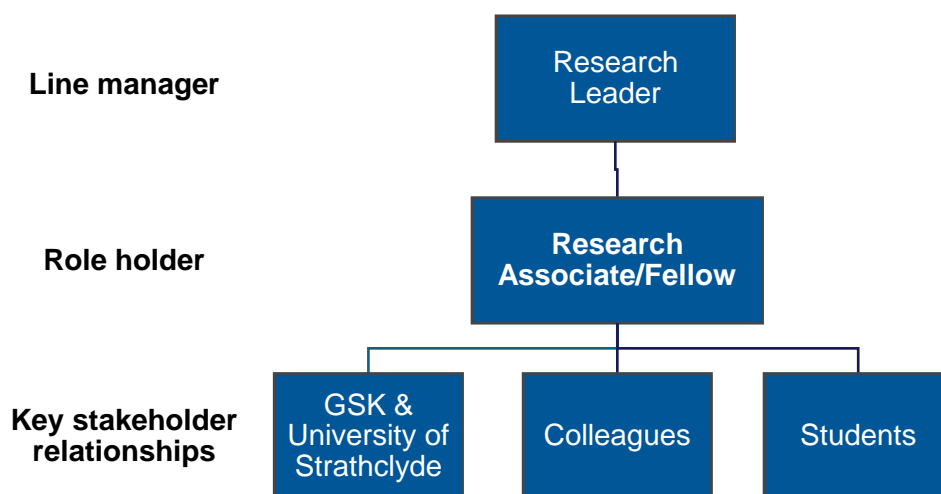 Line manager
Research
Leader
Role holder
Research
Associate/Fellow
Key stakeholder
relationships
GSK &
University of
Strathclyde
Colleagues
Students